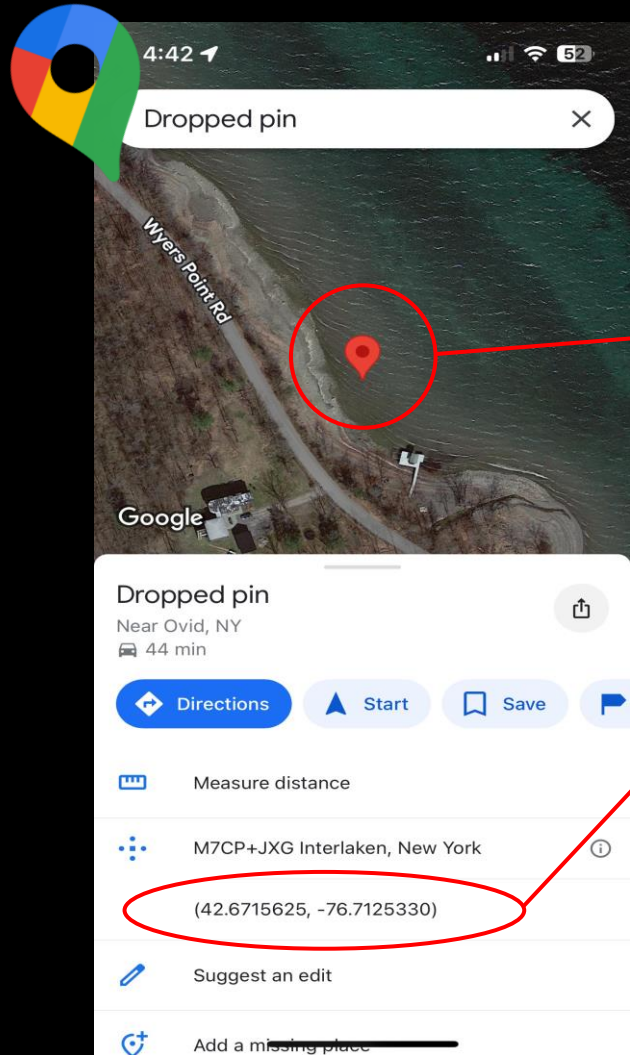 4:42
52
Dropped pin
Wyers Point Rd
Google
Dropped pin
Near Ovid, NY
44 min
Directions
Start
Save
Measure distance
M7CP+JXG Interlaken, New York
(42.6715625, -76.7125330)
Suggest an edit
Add a missing place